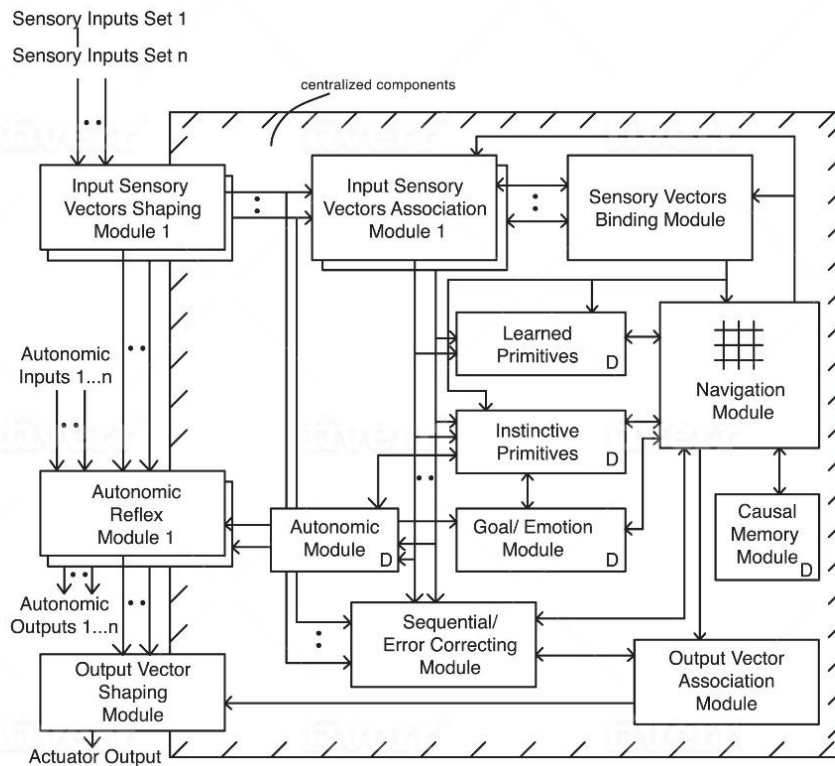 Sensory Inputs Set 1
Sensory Inputs Set n
centralized components
Input Sensory
Vectors Shaping
Module 1
Input Sensory
Vectors Association
Module 1
Sensory Vectors
Binding Module
Learned
Primitives
D
Navigation
Module
Autonomic
Inputs 1...n
Instinctive
Primitives
D
Autonomic
Reflex
Module 1
Autonomic
Module
D
Goal/ Emotion
Module
D
Causal
Memory
Module
D
Autonomic
Outputs 1...n
Sequential/
Error Correcting
Module
Output Vector
Shaping
Module
Output Vector
Association
Module
Actuator Output